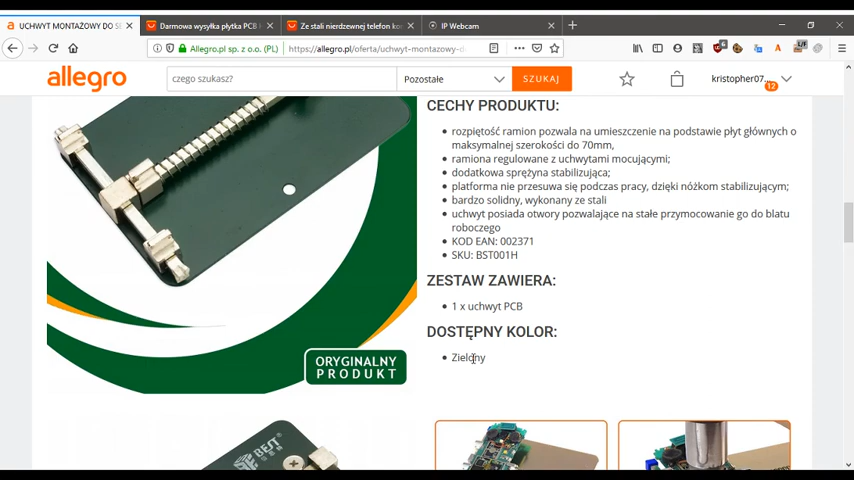 UCHWYT MONTAŻOWY DO SE
Darmowa wysyłka płytka PCB H
Ze stali nierdzewnej telefon ko
IP Webcam
Allegro.pl sp. z o.o. (PL)
https://allegro.pl/oferta/uchwyt-montazowy-d
allegro
czego szukasz?
Pozostałe
SZUKAJ
kristopher07...
12
CECHY PRODUKTU:
rozpiętość ramion pozwala na umieszczenie na podstawie płyt głównych o
maksymalnej szerokości do 70mm,
ramiona regulowane z uchwytami mocującymi;
dodatkowa sprężyna stabilizująca;
platforma nie przesuwa się podczas pracy, dzięki nóżkom stabilizującym;
bardzo solidny, wykonany ze stali
uchwyt posiada otwory pozwalające na stałe przymocowanie go do blatu
roboczego
KOD EAN: 002371
SKU: BST001H
ZESTAW ZAWIERA:
1 x uchwyt PCB
DOSTĘPNY KOLOR:
Zielony
ORYGINALNY
PRODUKT
BEST